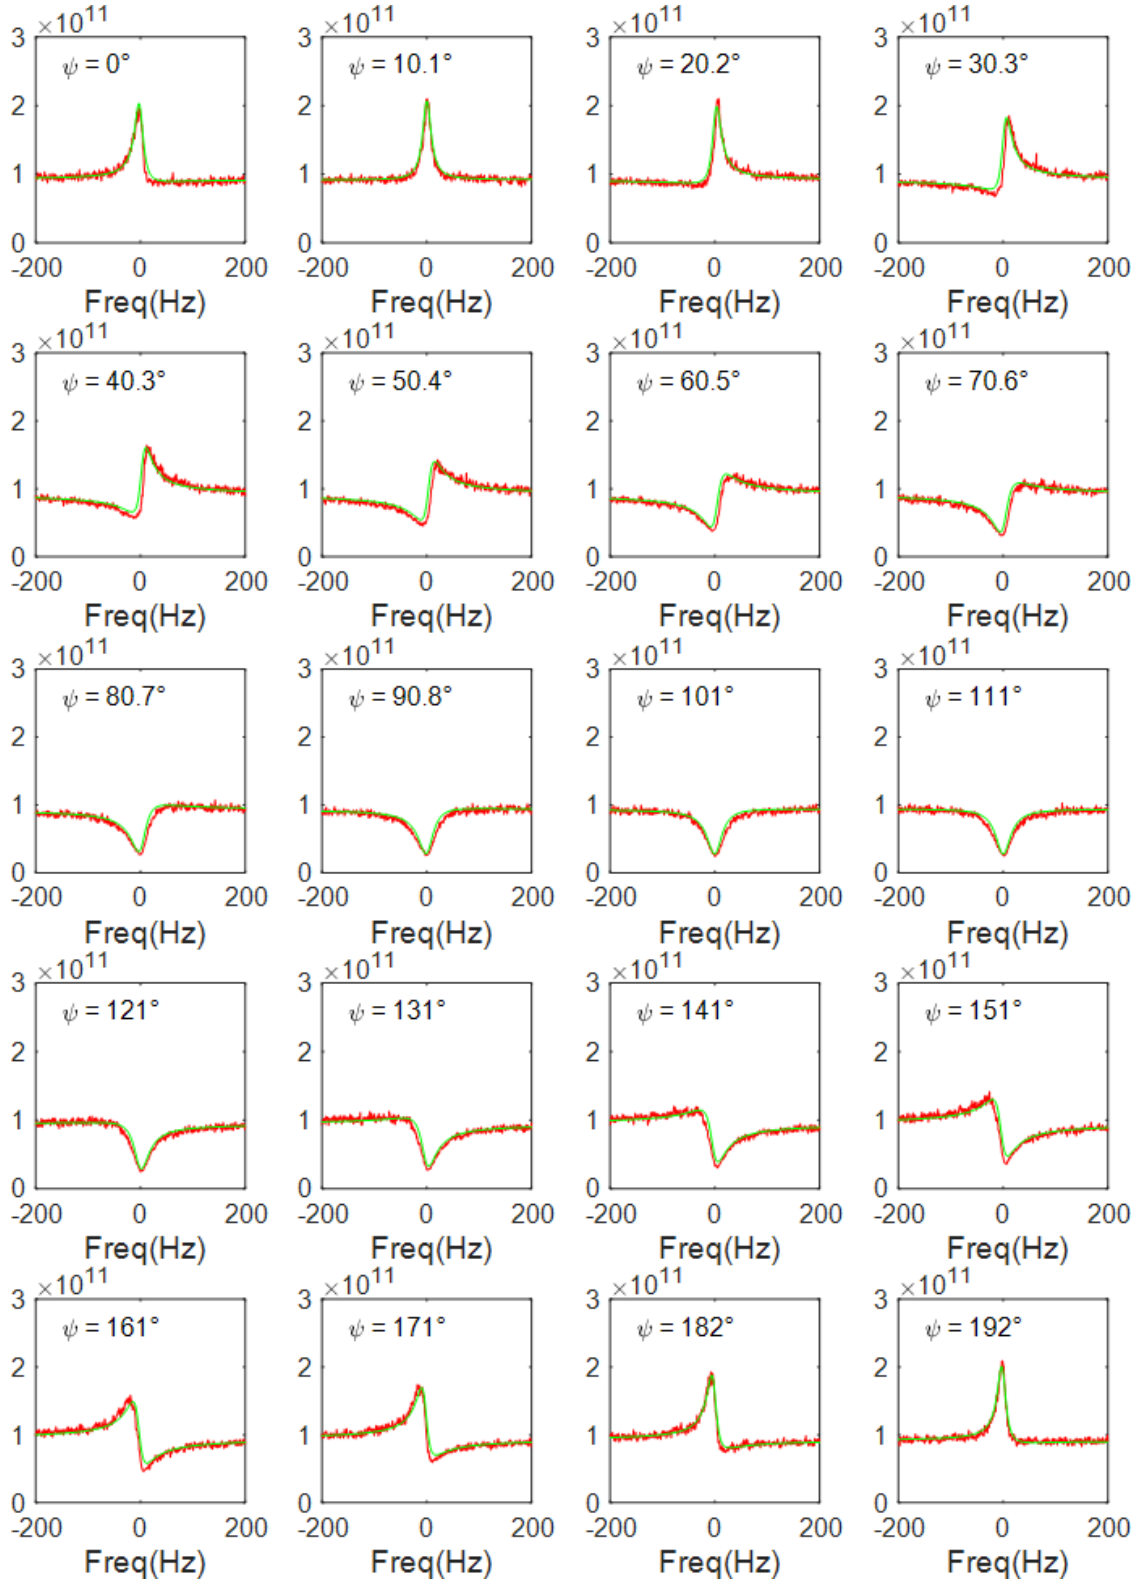 ×10¹¹ ×10¹¹ ×10¹¹ ×10¹¹
3 3 3 3
ψ = 0° ψ = 10.1° ψ = 20.2° ψ = 30.3°
2 2 2 2
1 1 1 1
0 0 0 0
-200 0 200 -200 0 200 -200 0 200 -200 0 200
Freq(Hz) Freq(Hz) Freq(Hz) Freq(Hz)
×10¹¹ ×10¹¹ ×10¹¹ ×10¹¹
3 3 3 3
ψ = 40.3° ψ = 50.4° ψ = 60.5° ψ = 70.6°
2 2 2 2
1 1 1 1
0 0 0 0
-200 0 200 -200 0 200 -200 0 200 -200 0 200
Freq(Hz) Freq(Hz) Freq(Hz) Freq(Hz)
×10¹¹ ×10¹¹ ×10¹¹ ×10¹¹
3 3 3 3
ψ = 80.7° ψ = 90.8° ψ = 101° ψ = 111°
2 2 2 2
1 1 1 1
0 0 0 0
-200 0 200 -200 0 200 -200 0 200 -200 0 200
Freq(Hz) Freq(Hz) Freq(Hz) Freq(Hz)
×10¹¹ ×10¹¹ ×10¹¹ ×10¹¹
3 3 3 3
ψ = 121° ψ = 131° ψ = 141° ψ = 151°
2 2 2 2
1 1 1 1
0 0 0 0
-200 0 200 -200 0 200 -200 0 200 -200 0 200
Freq(Hz) Freq(Hz) Freq(Hz) Freq(Hz)
×10¹¹ ×10¹¹ ×10¹¹ ×10¹¹
3 3 3 3
ψ = 161° ψ = 171° ψ = 182° ψ = 192°
2 2 2 2
1 1 1 1
0 0 0 0
-200 0 200 -200 0 200 -200 0 200 -200 0 200
Freq(Hz) Freq(Hz) Freq(Hz) Freq(Hz)